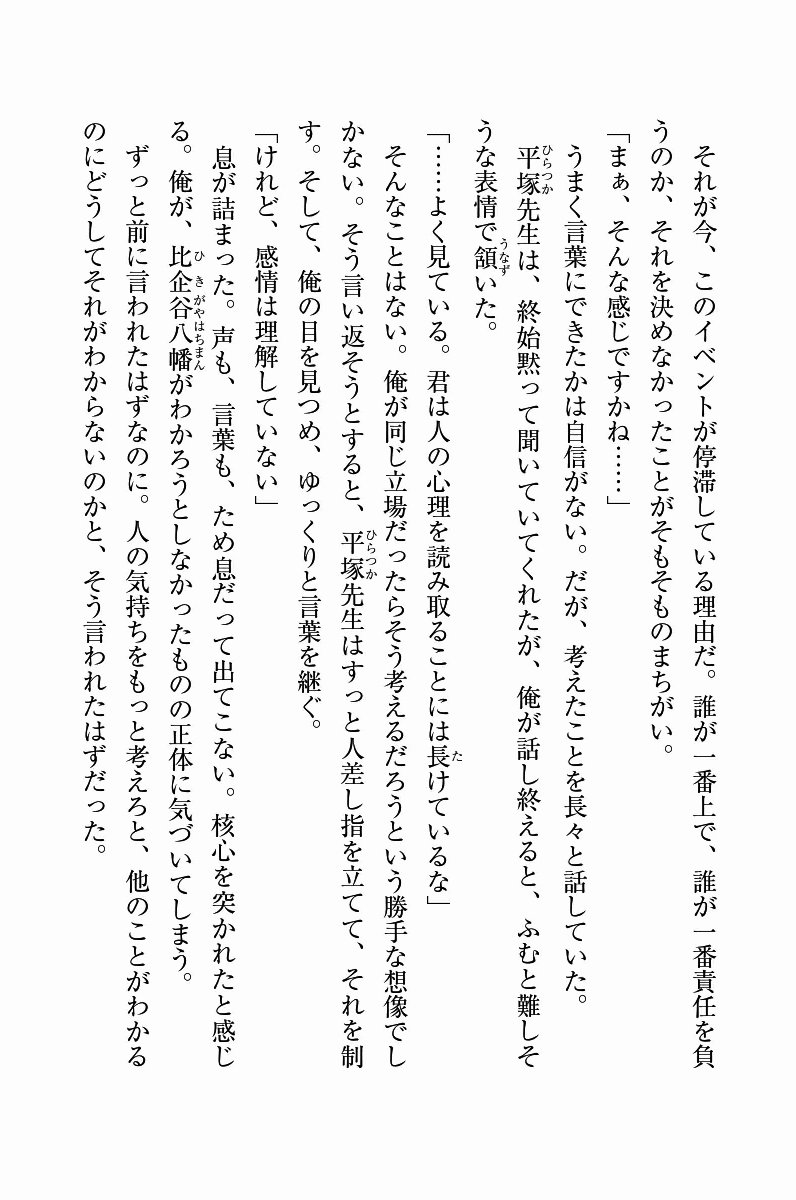 それが今、このイベントが停滞している理由だ。誰が一番上で、誰が一番責任を負
うのか、それを決めなかったことがそもそものまちがい。
「まぁ、そんな感じですかね……」
うまく言葉にできたかは自信がない。だが、考えたことを長々と話していた。
平塚先生は、終始黙って聞いていてくれたが、俺が話し終えると、ふむと難しそ
うな表情で頷いた。
「……よく見ている。君は人の心理を読み取ることには長けているな」
そんなことはない。俺が同じ立場だったらそう考えるだろうという勝手な想像でし
かない。そう言い返そうとすると、平塚先生はすっと人差し指を立てて、それを制
す。そして、俺の目を見つめ、ゆっくりと言葉を継ぐ。
「けれど、感情は理解していない」
息が詰まった。声も、言葉も、ため息だって出てこない。核心を突かれたと感じ
る。俺が、比企谷八幡がわかろうとしなかったものの正体に気づいてしまう。
ずっと前に言われたはずなのに。人の気持ちをもっと考えろと、他のことがわかる
のにどうしてそれがわからないのかと、そう言われたはずだった。